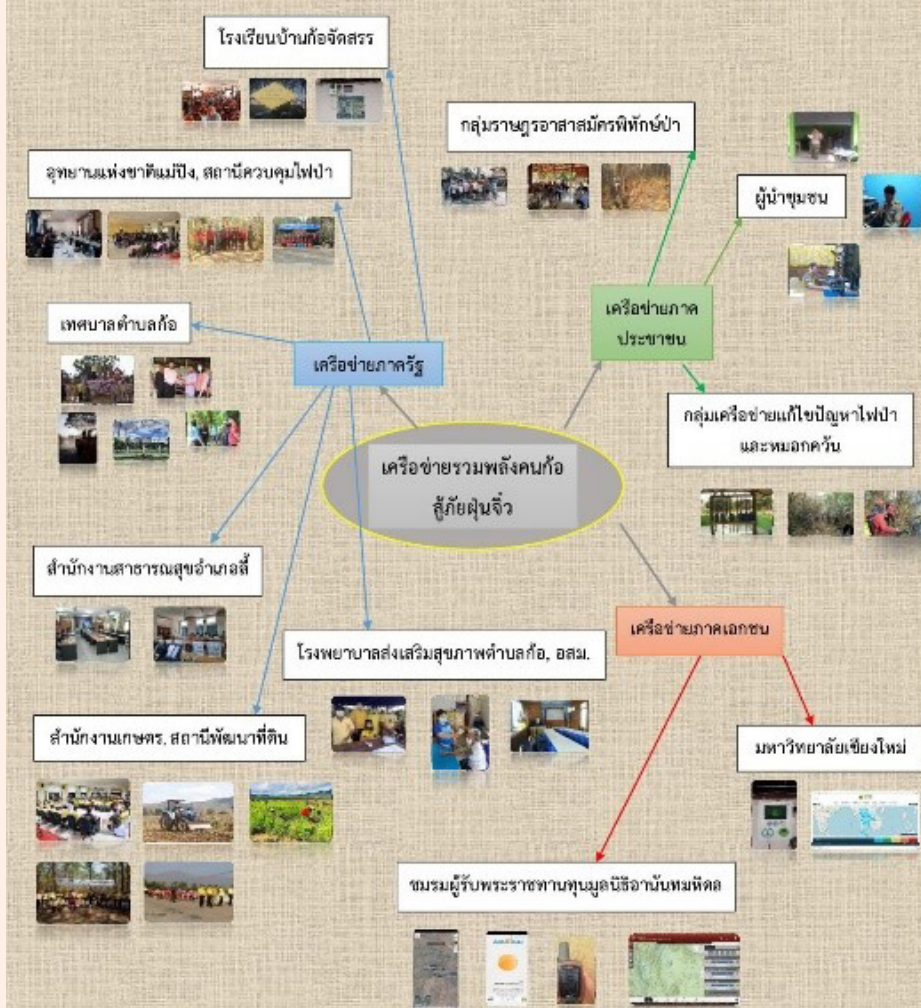 โรงเรียนบ้านก้อจัดสรร
กลุ่มราษฎรอาสาสมัครพิทักษ์ป่า
อุทยานแห่งชาติแม่ปิง, สถานีควบคุมไฟป่า
ผู้นำชุมชน
เทศบาลตำบลก้อ
เครือข่ายภาครัฐ
เครือข่ายภาค
ประชาชน
กลุ่มเครือข่ายแก้ไขปัญหาไฟป่า
และหมอกควัน
เครือข่ายรวมพลังคนก้อ
สู้ภัยฝุ่นจิ๋ว
สำนักงานสาธารณสุขอำเภอลี้
เครือข่ายภาคเอกชน
โรงพยาบาลส่งเสริมสุขภาพตำบลก้อ, อสม.
สำนักงานเกษตร, สถานีพัฒนาที่ดิน
มหาวิทยาลัยเชียงใหม่
ชมรมผู้รับพระราชทานทุนมูลนิธิอานันทมหิดล